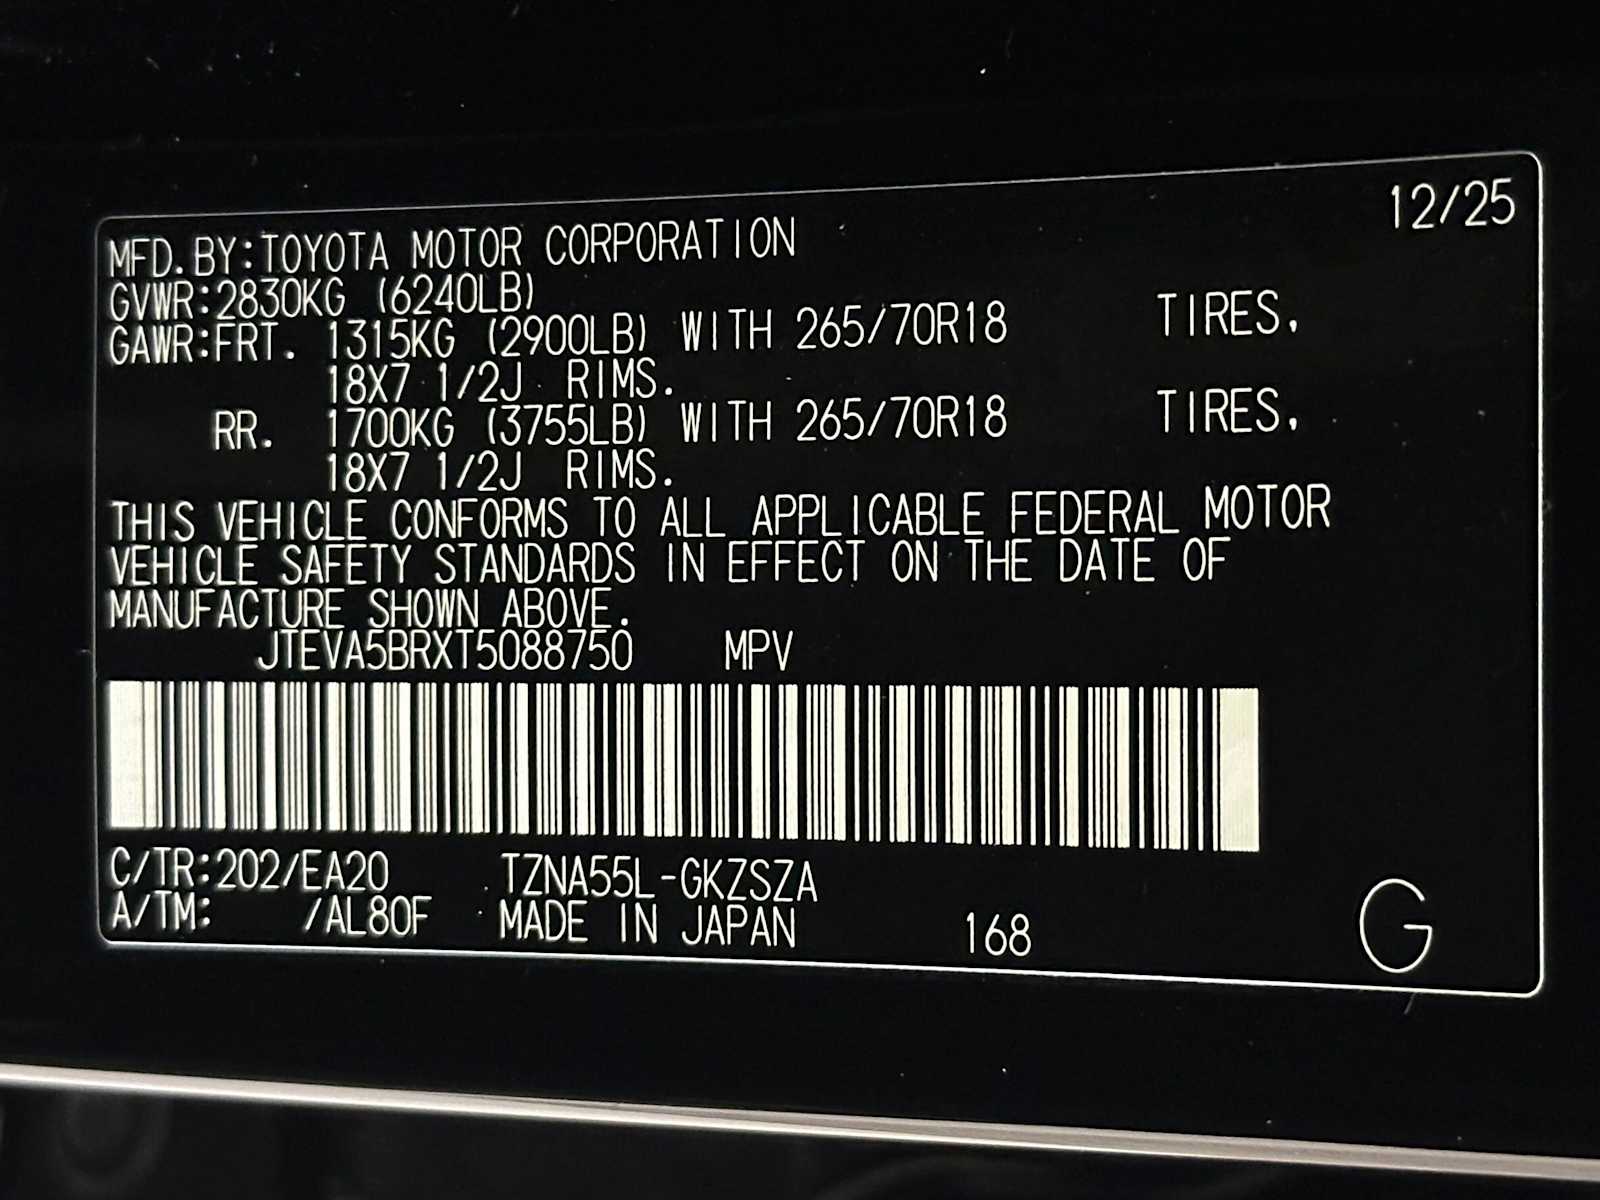 12/25
MFD.BY:TOYOTA MOTOR CORPORATION
GVWR:2830KG (6240LB)
GAWR:FRT. 1315KG (2900LB) WITH 265/70R18 TIRES,
18X7 1/2J RIMS.
RR. 1700KG (3755LB) WITH 265/70R18 TIRES,
18X7 1/2J RIMS.
THIS VEHICLE CONFORMS TO ALL APPLICABLE FEDERAL MOTOR
VEHICLE SAFETY STANDARDS IN EFFECT ON THE DATE OF
MANUFACTURE SHOWN ABOVE.
JTEVA5BRXT5088750 MPV
C/TR:202/EA20 TZNA55L-GKZSZA
A/TM: /AL80F MADE IN JAPAN 168 G